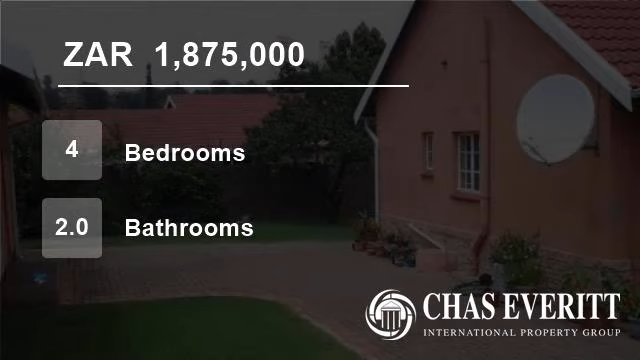 ZAR 1,875,000
4
Bedrooms
2.0
Bathrooms
CHAS EVERITT
INTERNATIONAL PROPERTY GROUP